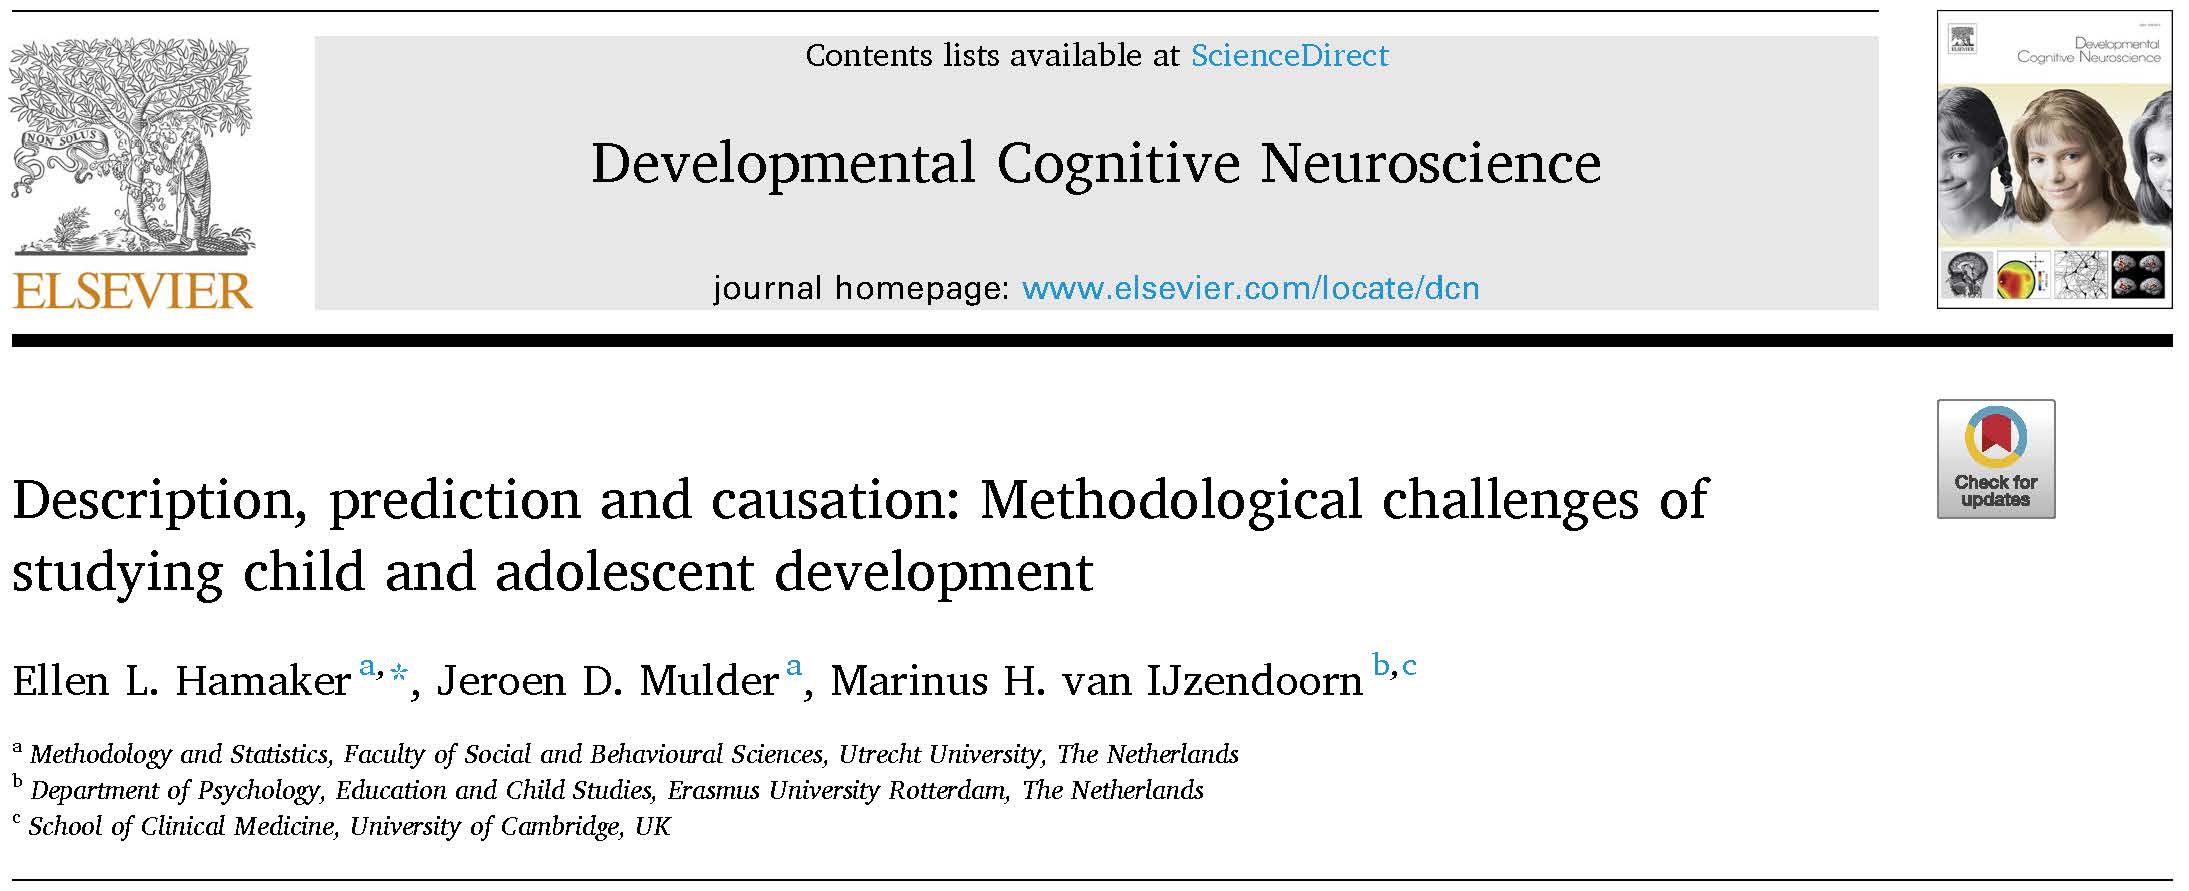 Contents lists available at ScienceDirect
Developmental Cognitive Neuroscience
journal homepage: www.elsevier.com/locate/dcn
NON SOLUS
ELSEVIER
ELSEVIER
Developmental
Cognitive Neuroscience
Check for
updates
Description, prediction and causation: Methodological challenges of
studying child and adolescent development
Ellen L. Hamaker a,*, Jeroen D. Mulder a, Marinus H. van IJzendoorn b,c
a Methodology and Statistics, Faculty of Social and Behavioural Sciences, Utrecht University, The Netherlands
b Department of Psychology, Education and Child Studies, Erasmus University Rotterdam, The Netherlands
c School of Clinical Medicine, University of Cambridge, UK